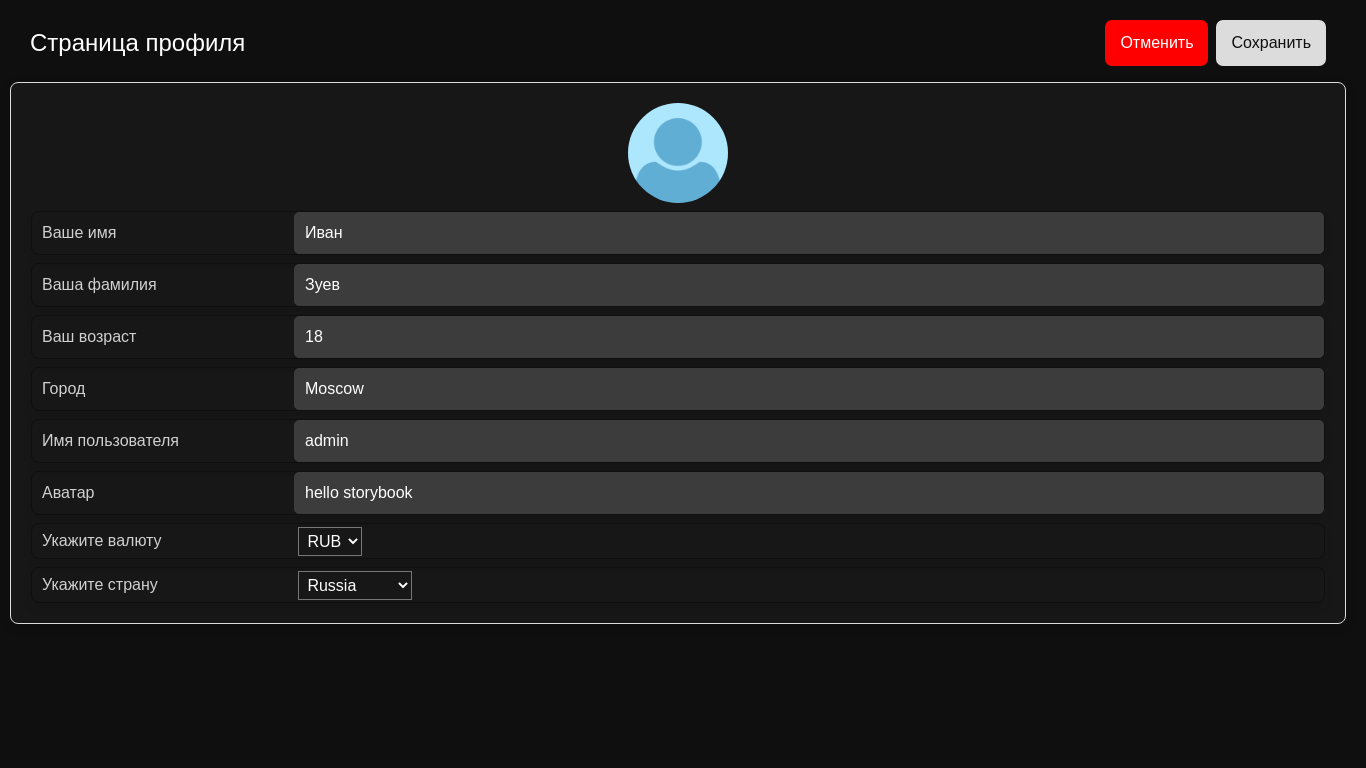 Страница профиля
Отменить
Сохранить
Ваше имя
Иван
Ваша фамилия
Зуев
Ваш возраст
18
Город
Moscow
Имя пользователя
admin
Аватар
hello storybook
Укажите валюту
RUB
Укажите страну
Russia